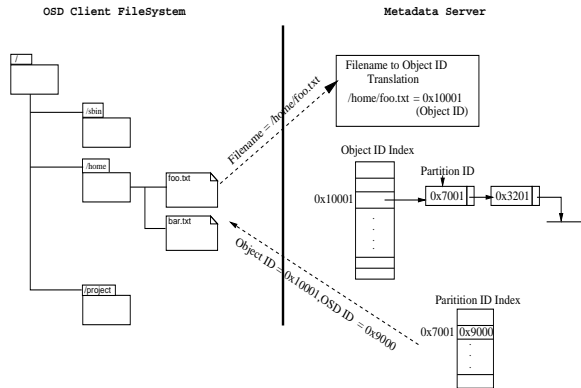 OSD Client FileSystem
Metadata Server
/
/sbin
/home
foo.txt
bar.txt
/project
Filename = /home/foo.txt
Object ID = 0x10001,OSD ID = 0x9000
Filename to Object ID
Translation
/home/foo.txt = 0x10001
(Object ID)
Object ID Index
Partition ID
0x10001
0x7001
0x3201
Paritition ID Index
0x7001
0x9000